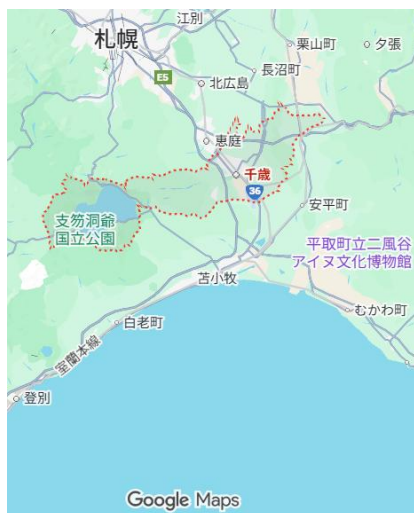 江別
札幌
栗山町
夕張
長沼町
E5
北広島
恵庭
千歳
36
安平町
支笏洞爺
国立公園
平取町立二風谷
アイヌ文化博物館
苫小牧
むかわ町
白老町
室蘭本線
登別
Google Maps